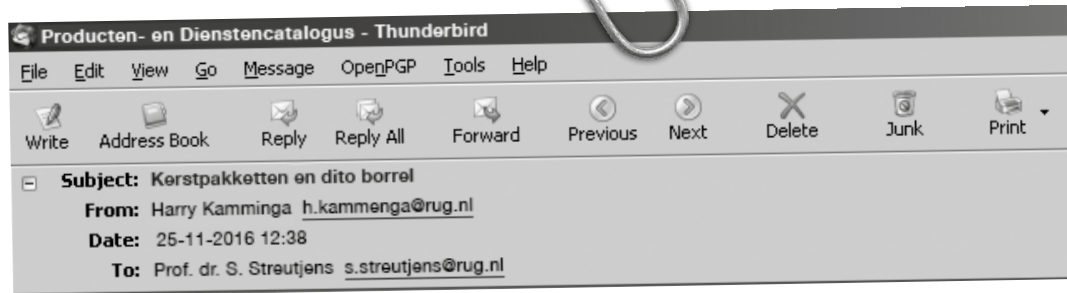 Producten- en Dienstencatalogus - Thunderbird
File Edit View Go Message OpenPGP Tools Help
Write Address Book Reply Reply All Forward Previous Next Delete Junk Print
Subject: Kerstpakketten en dito borrel
From: Harry Kamminga h.kammenga@rug.nl
Date: 25-11-2016 12:38
To: Prof. dr. S. Streutjens s.streutjens@rug.nl